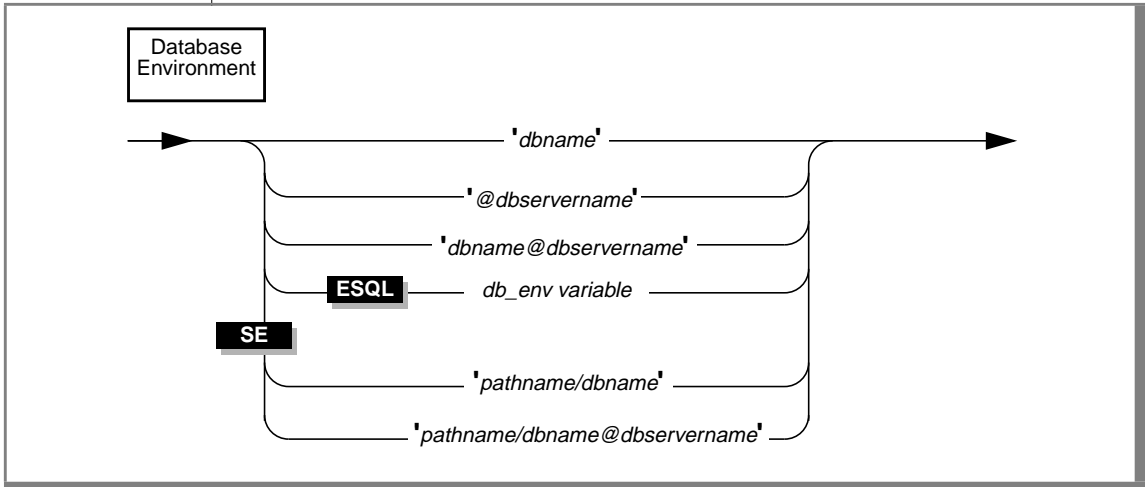 Database
Environment
'dbname'
'@dbservername'
'dbname@dbservername'
ESQL db_env variable
SE
'pathname/dbname'
'pathname/dbname@dbservername'